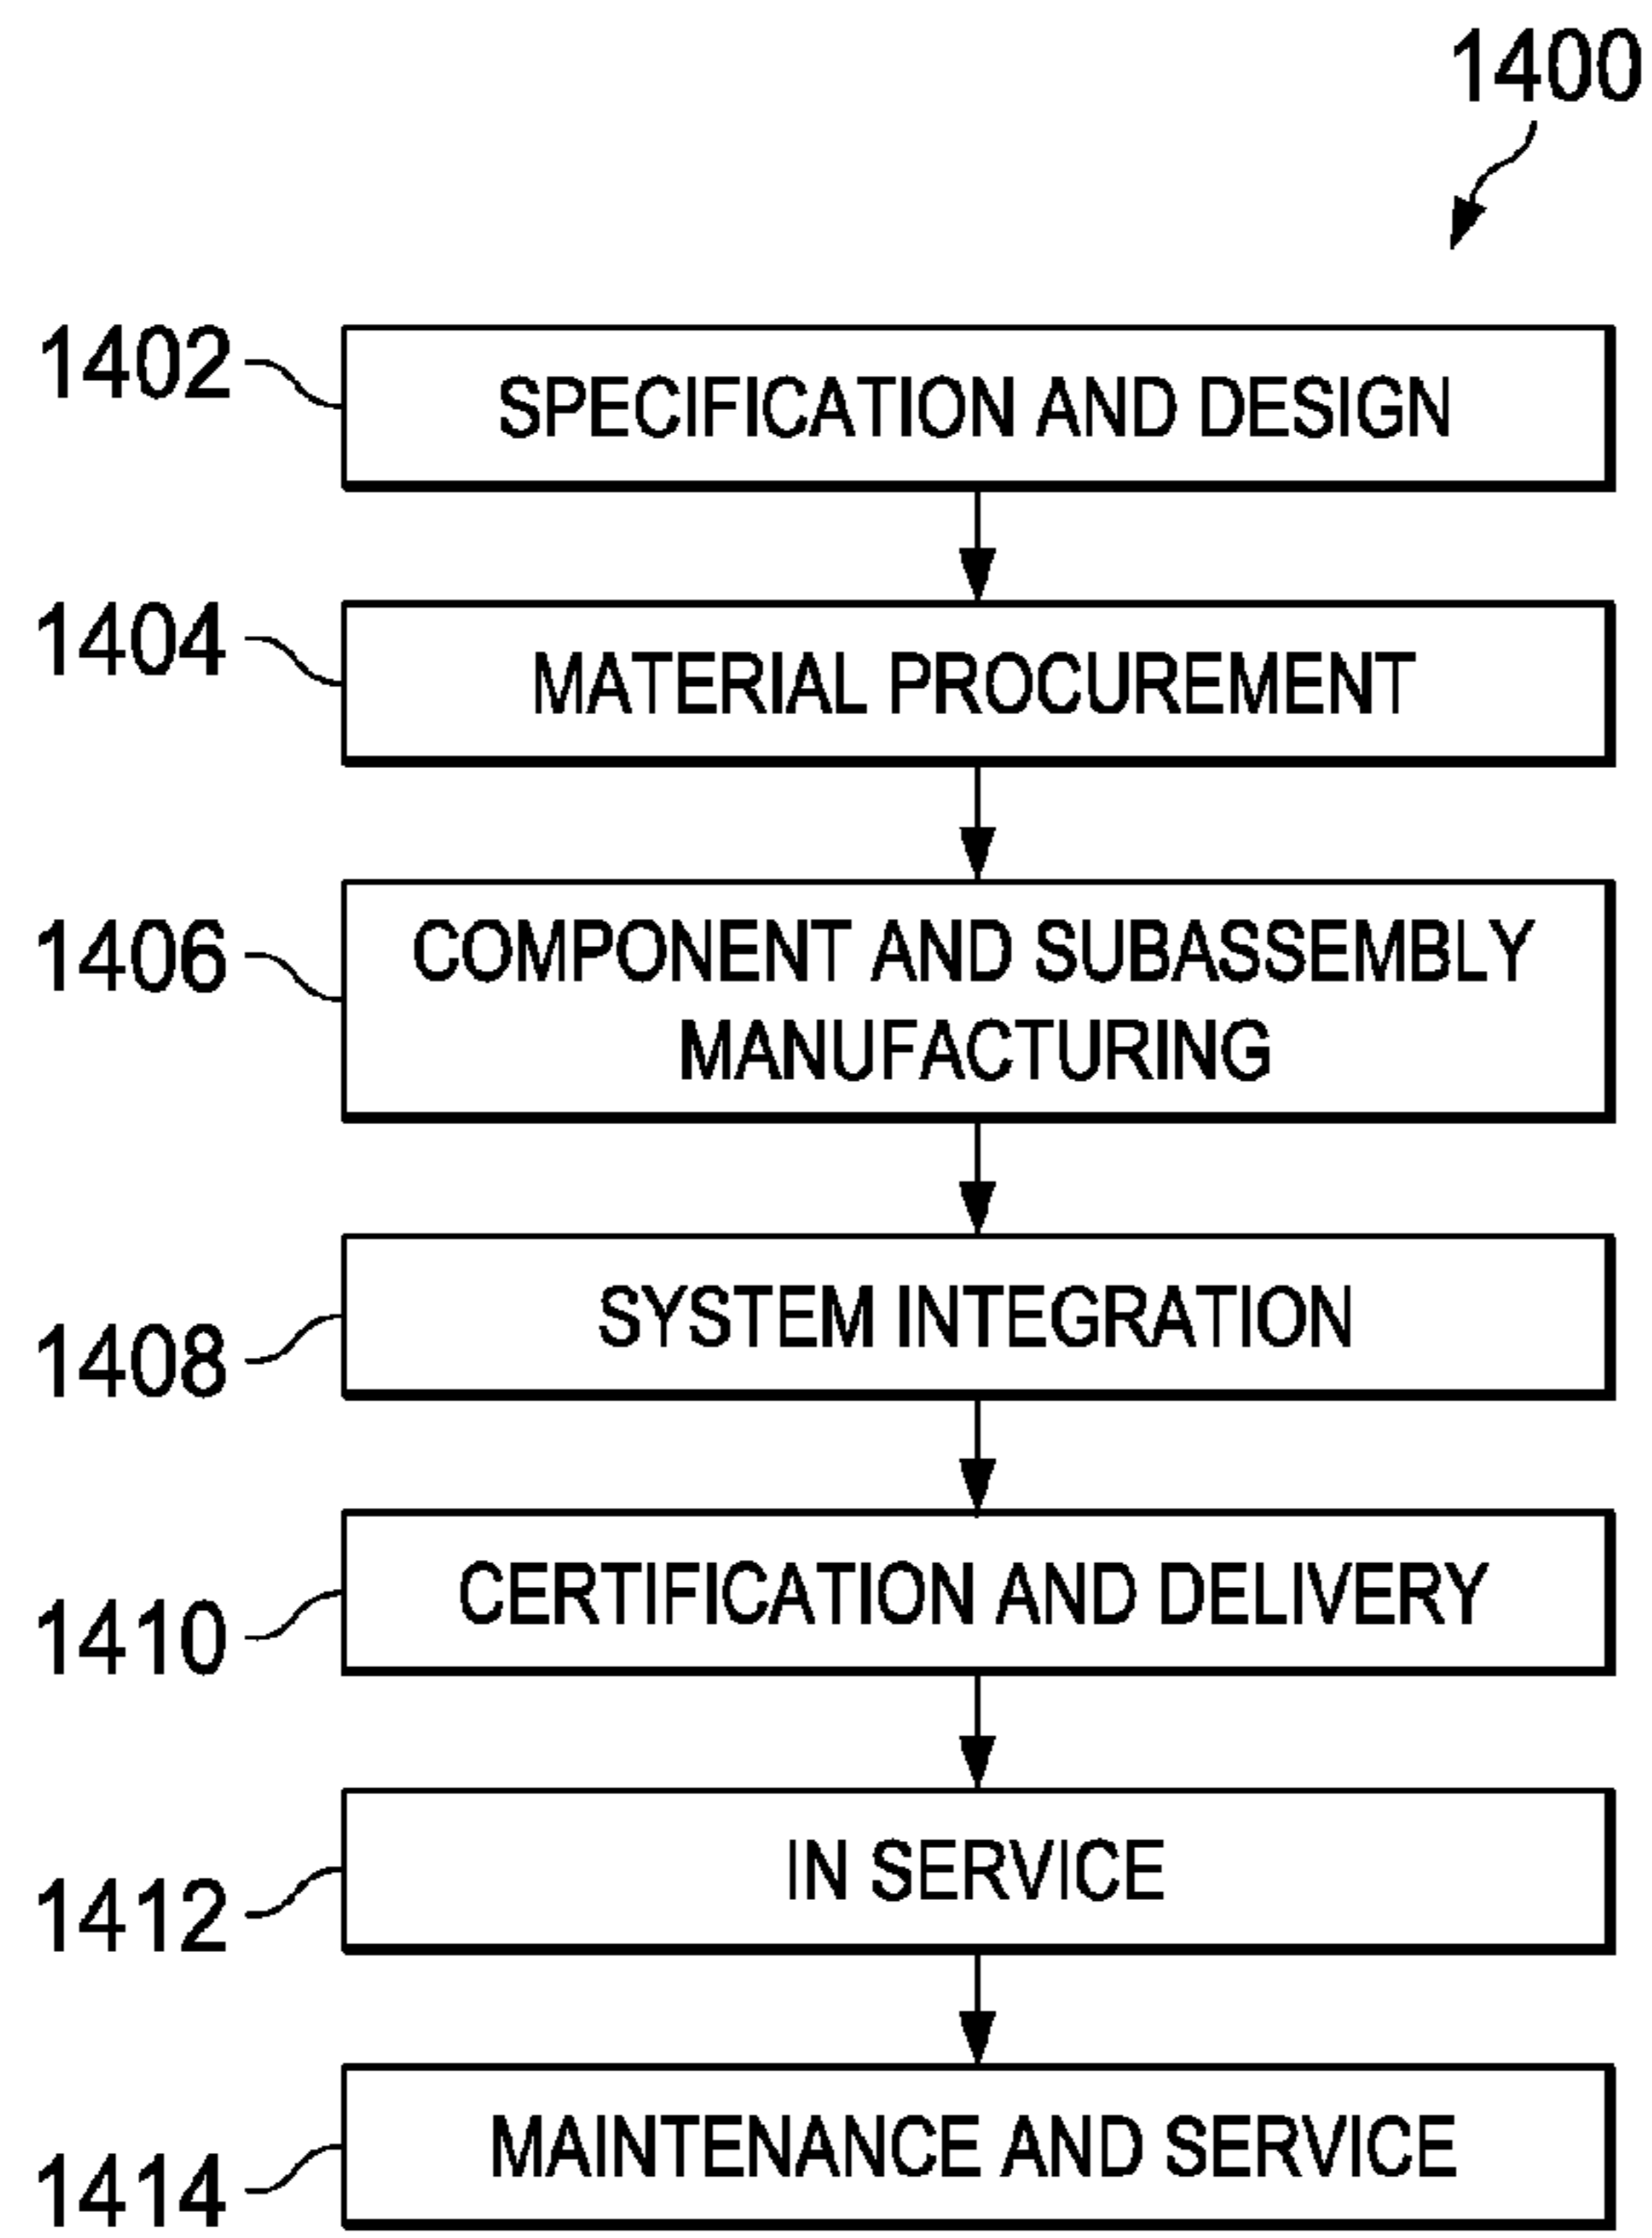 1400
1402
SPECIFICATION AND DESIGN
1404
MATERIAL PROCUREMENT
1406
COMPONENT AND SUBASSEMBLY
MANUFACTURING
1408
SYSTEM INTEGRATION
1410
CERTIFICATION AND DELIVERY
1412
IN SERVICE
1414
MAINTENANCE AND SERVICE